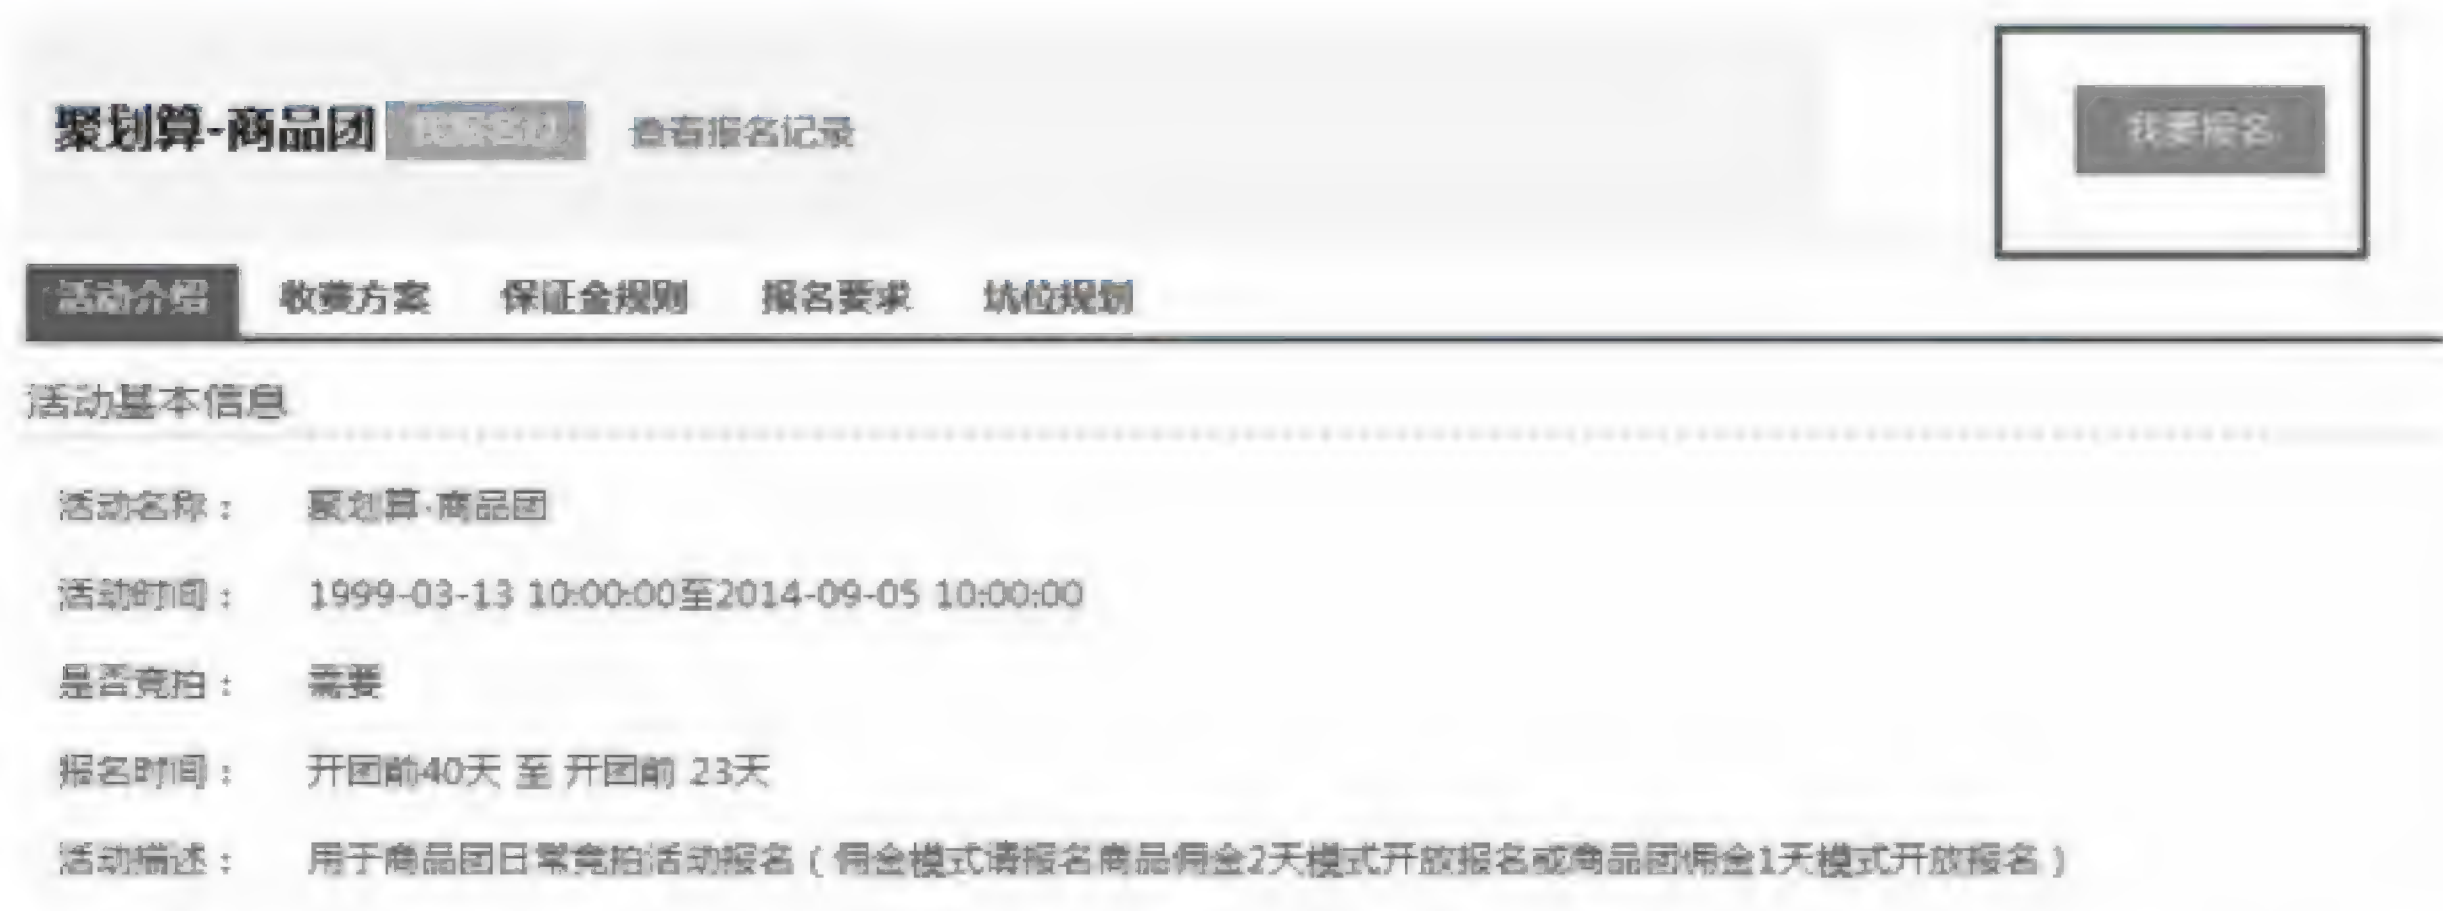 聚划算-商品团 我报名过 查看报名记录 我要报名
活动介绍 收费方案 保证金规则 报名要求 坑位规划
活动基本信息
活动名称： 聚划算-商品团
活动时间： 1999-03-13 10:00:00至2014-09-05 10:00:00
是否竞拍： 需要
报名时间： 开团前40天 至 开团前 23天
活动描述： 用于商品团日常竞拍活动报名（佣金模式请报名商品佣金2天模式开放报名或商品团佣金1天模式开放报名）